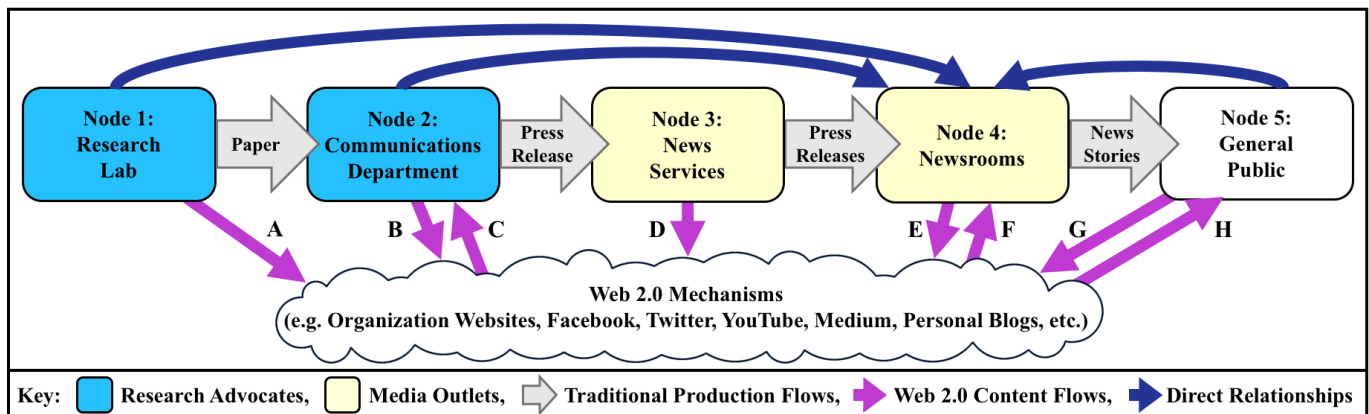 Node 1:
Research
Lab
Paper
Node 2:
Communications
Department
Press
Release
Node 3:
News
Services
Press
Releases
Node 4:
Newsrooms
News
Stories
Node 5:
General
Public
A
B
C
D
E
F
G
H
Web 2.0 Mechanisms
(e.g. Organization Websites, Facebook, Twitter, YouTube, Medium, Personal Blogs, etc.)
Key: Research Advocates, Media Outlets, Traditional Production Flows, Web 2.0 Content Flows, Direct Relationships